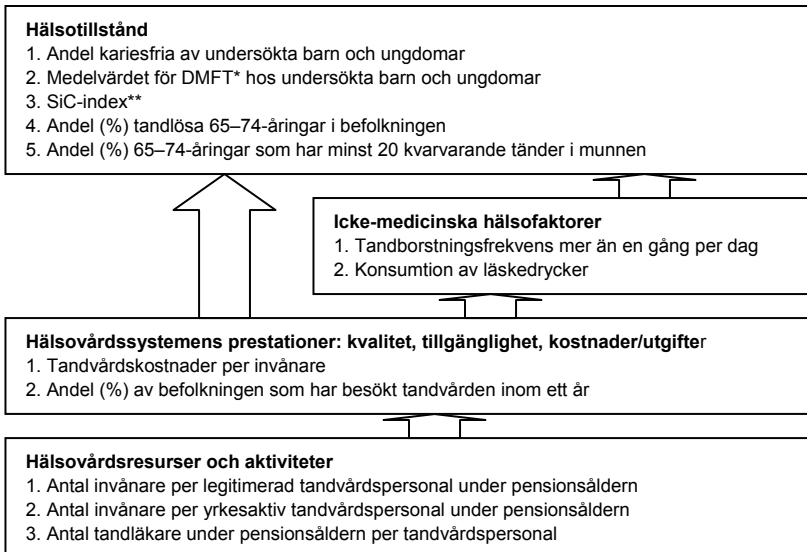 Hälsotillstånd
1. Andel kariesfria av undersökta barn och ungdomar
2. Medelvärdet för DMFT* hos undersökta barn och ungdomar
3. SiC-index**
4. Andel (%) tandlösa 65–74-åringar i befolkningen
5. Andel (%) 65–74-åringar som har minst 20 kvarvarande tänder i munnen
Icke-medicinska hälsofaktorer
1. Tandborstningsfrekvens mer än en gång per dag
2. Konsumtion av läskedrycker
Hälsovårdssystemens prestationer: kvalitet, tillgänglighet, kostnader/utgifter
1. Tandvårdskostnader per invånare
2. Andel (%) av befolkningen som har besökt tandvården inom ett år
Hälsovårdsresurser och aktiviteter
1. Antal invånare per legitimerad tandvårdspersonal under pensionsåldern
2. Antal invånare per yrkesaktiv tandvårdspersonal under pensionsåldern
3. Antal tandläkare under pensionsåldern per tandvårdspersonal